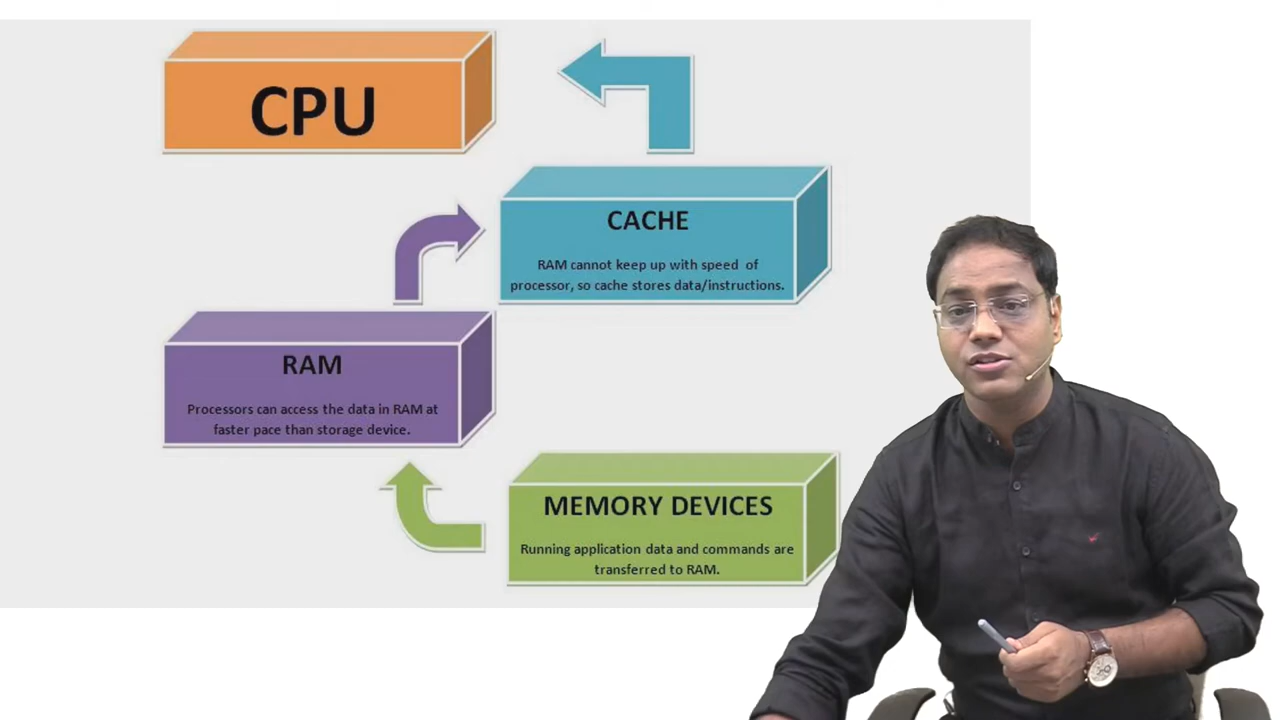 CPU
CACHE
RAM cannot keep up with speed of
processor, so cache stores data/instructions.
RAM
Processors can access the data in RAM at
faster pace than storage device.
MEMORY DEVICES
Running application data and commands are
transferred to RAM.